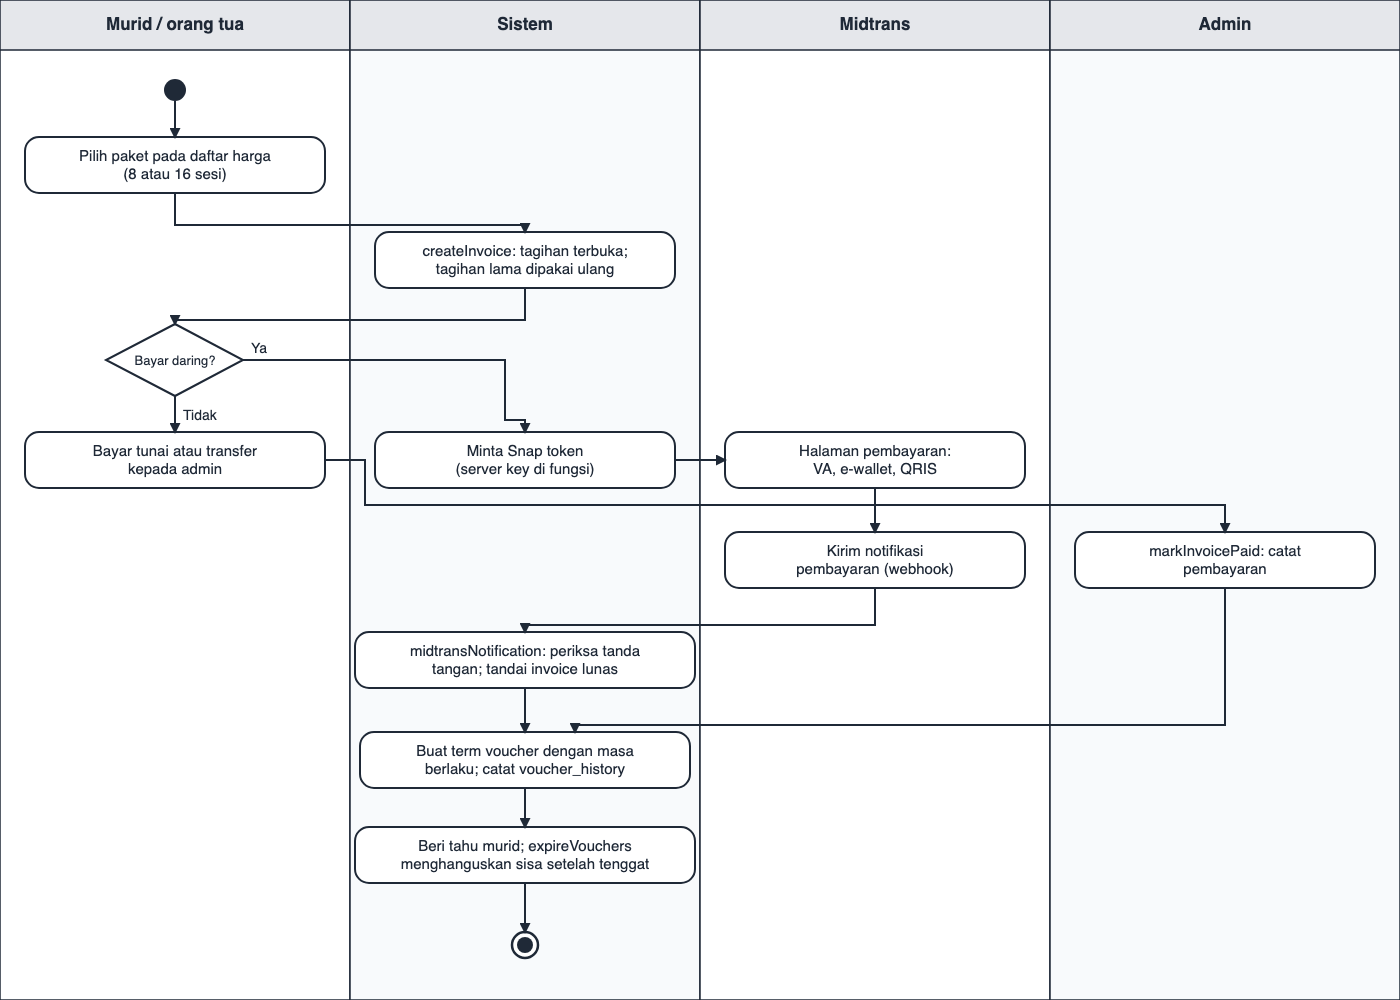 Murid / orang tua
Sistem
Midtrans
Admin
Pilih paket pada daftar harga
(8 atau 16 sesi)
createInvoice: tagihan terbuka;
tagihan lama dipakai ulang
Bayar daring?
Ya
Tidak
Bayar tunai atau transfer
kepada admin
Minta Snap token
(server key di fungsi)
Halaman pembayaran:
VA, e-wallet, QRIS
Kirim notifikasi
pembayaran (webhook)
markInvoicePaid: catat
pembayaran
midtransNotification: periksa tanda
tangan; tandai invoice lunas
Buat term voucher dengan masa
berlaku; catat voucher_history
Beri tahu murid; expireVouchers
menghanguskan sisa setelah tenggat